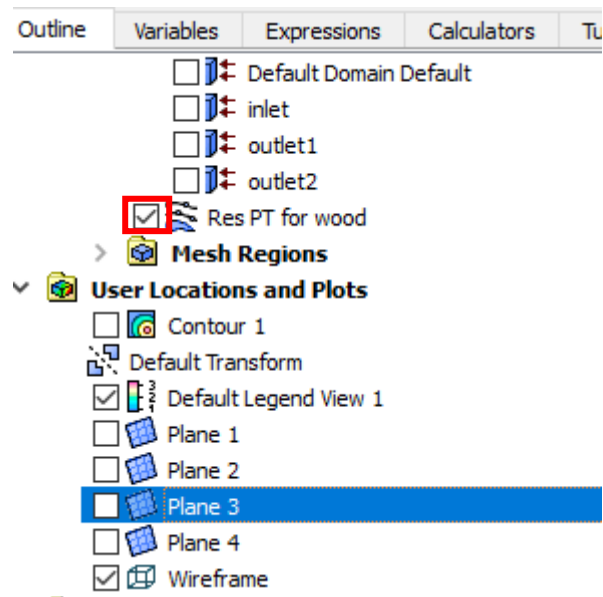 Outline Variables Expressions Calculators
Default Domain Default
inlet
outlet1
outlet2
Res PT for wood
Mesh Regions
User Locations and Plots
Contour 1
Default Transform
Default Legend View 1
Plane 1
Plane 2
Plane 3
Plane 4
Wireframe